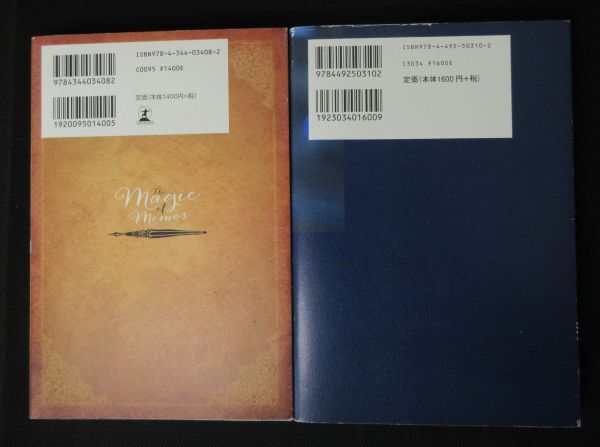 ISBN978-4-344-03408-2
C0095 ¥1400E
9784344034082
定価(本体1400円+税)
1920095014005
The
Magic
of
Memos
ISBN978-4-492-50310-2
C3034 ¥1600E
9784492503102
定価(本体1600円+税)
1923034016009